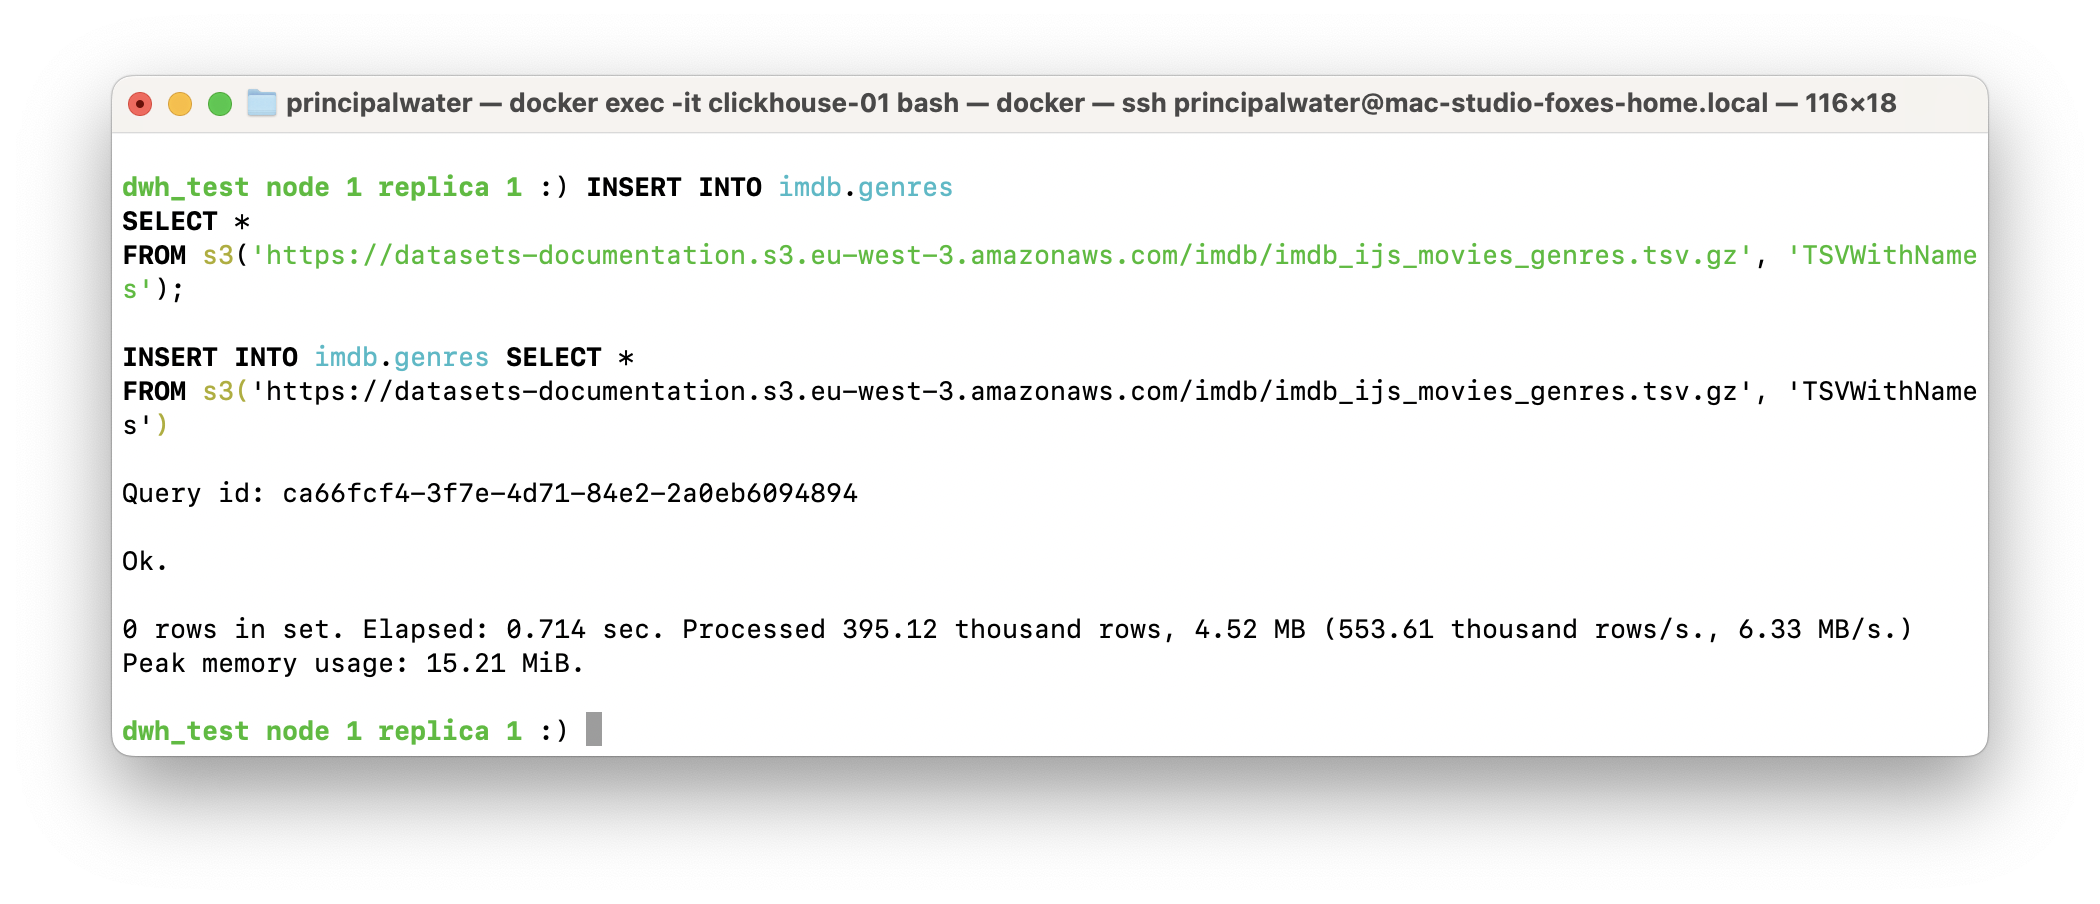 principalwater — docker exec -it clickhouse-01 bash — docker — ssh principalwater@mac-studio-foxes-home.local — 116×18
dwh_test node 1 replica 1 :) INSERT INTO imdb.genres
SELECT *
FROM s3('https://datasets-documentation.s3.eu-west-3.amazonaws.com/imdb/imdb_ijs_movies_genres.tsv.gz', 'TSVWithName
s');
INSERT INTO imdb.genres SELECT *
FROM s3('https://datasets-documentation.s3.eu-west-3.amazonaws.com/imdb/imdb_ijs_movies_genres.tsv.gz', 'TSVWithName
s')
Query id: ca66fcf4-3f7e-4d71-84e2-2a0eb6094894
Ok.
0 rows in set. Elapsed: 0.714 sec. Processed 395.12 thousand rows, 4.52 MB (553.61 thousand rows/s., 6.33 MB/s.)
Peak memory usage: 15.21 MiB.
dwh_test node 1 replica 1 :)